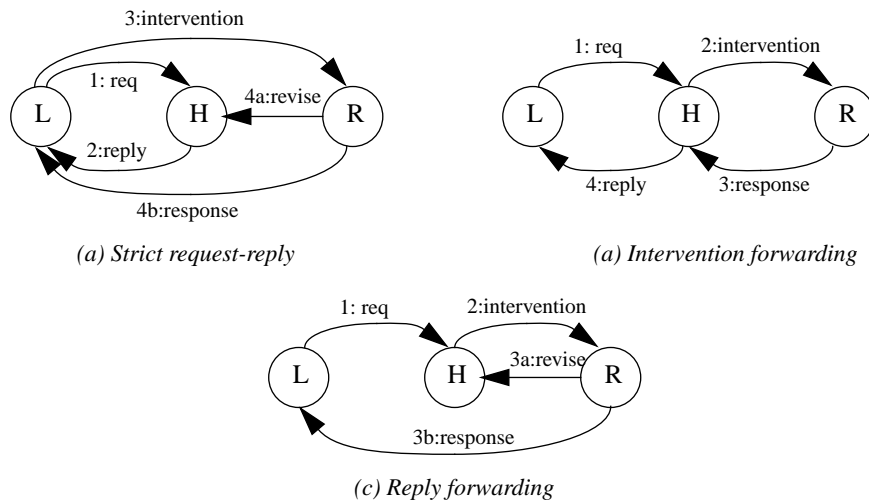 3:intervention
1: req
L
H
4a:revise
R
2:reply
4b:response
(a) Strict request-reply
1: req
2:intervention
L
H
R
4:reply
3:response
(a) Intervention forwarding
1: req
2:intervention
L
H
3a:revise
R
3b:response
(c) Reply forwarding